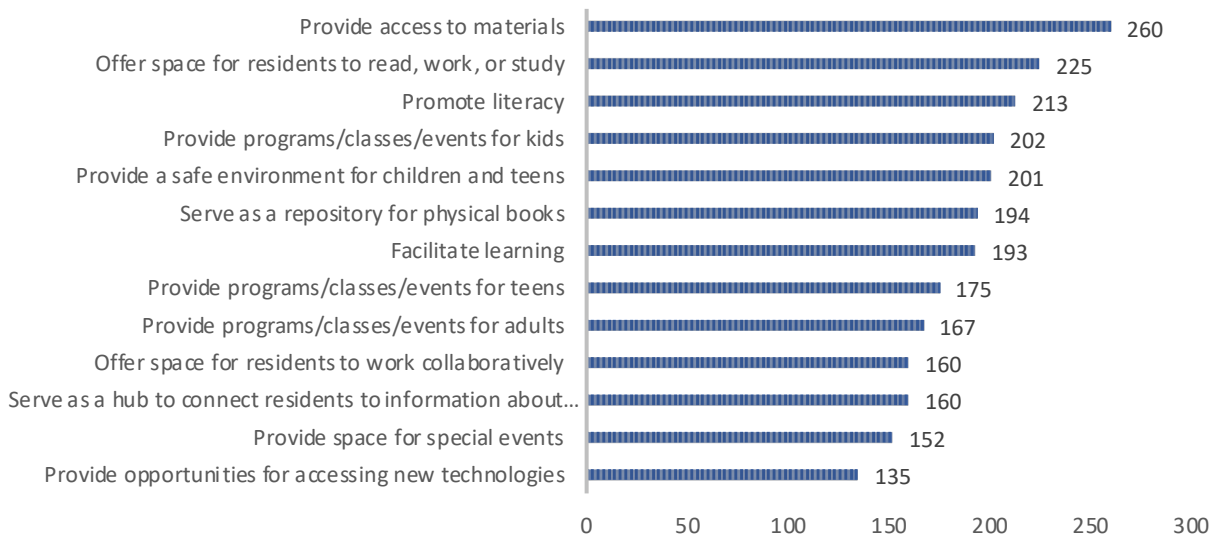 Provide access to materials 260
Offer space for residents to read, work, or study 225
Promote literacy 213
Provide programs/classes/events for kids 202
Provide a safe environment for children and teens 201
Serve as a repository for physical books 194
Facilitate learning 193
Provide programs/classes/events for teens 175
Provide programs/classes/events for adults 167
Offer space for residents to work collaboratively 160
Serve as a hub to connect residents to information about... 160
Provide space for special events 152
Provide opportunities for accessing new technologies 135
0 50 100 150 200 250 300